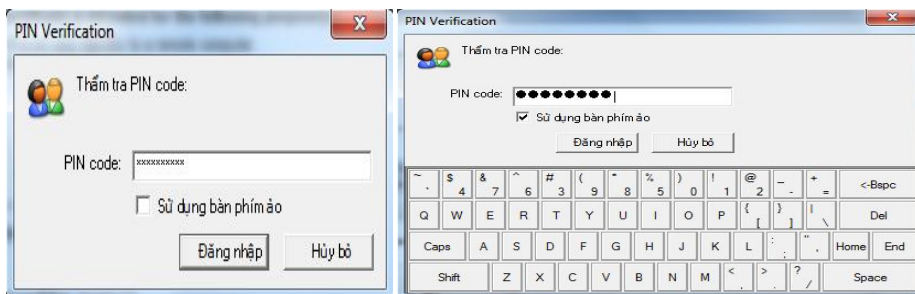 PIN Verification
Thẩm tra PIN code:
PIN code: xxxxxxxxxx
Sử dụng bàn phím ảo
Đăng nhập Hủy bỏ
PIN Verification
Thẩm tra PIN code:
PIN code: ●●●●●●●●
Sử dụng bàn phím ảo
Đăng nhập Hủy bỏ
~ ` $ 4 & 7 ^ 6 # 3 ( 9 * 8 % 5 ) 0 ! 1 @ 2 _ - + = <-Bspc
Q W E R T Y U I O P { [ } ] | \ Del
Caps A S D F G H J K L : ; " ' Home End
Shift Z X C V B N M < , > . ? / Space